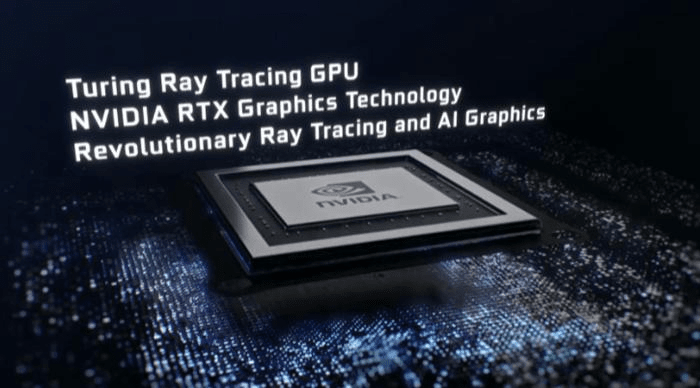 Turing Ray Tracing GPU
NVIDIA RTX Graphics Technology
Revolutionary Ray Tracing and AI Graphics
NVIDIA